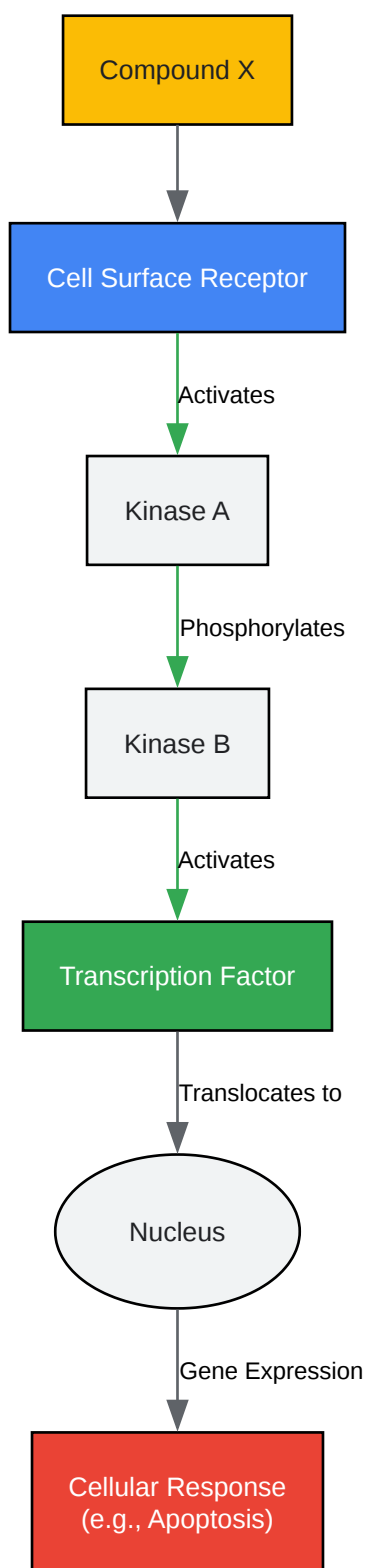 Compound X
Cell Surface Receptor
Activates
Kinase A
Phosphorylates
Kinase B
Activates
Transcription Factor
Translocates to
Nucleus
Gene Expression
Cellular Response
(e.g., Apoptosis)